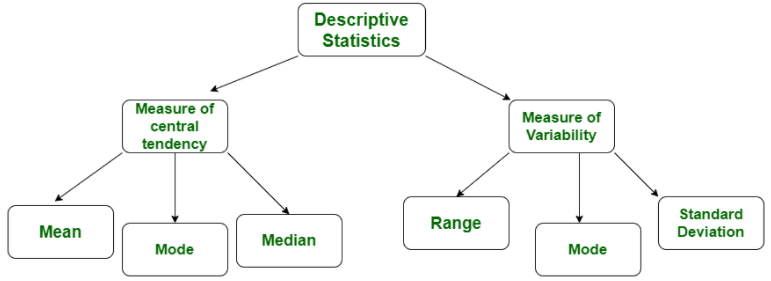 Descriptive
Statistics
Measure of
central
tendency
Measure of
Variability
Mean
Mode
Median
Range
Mode
Standard
Deviation